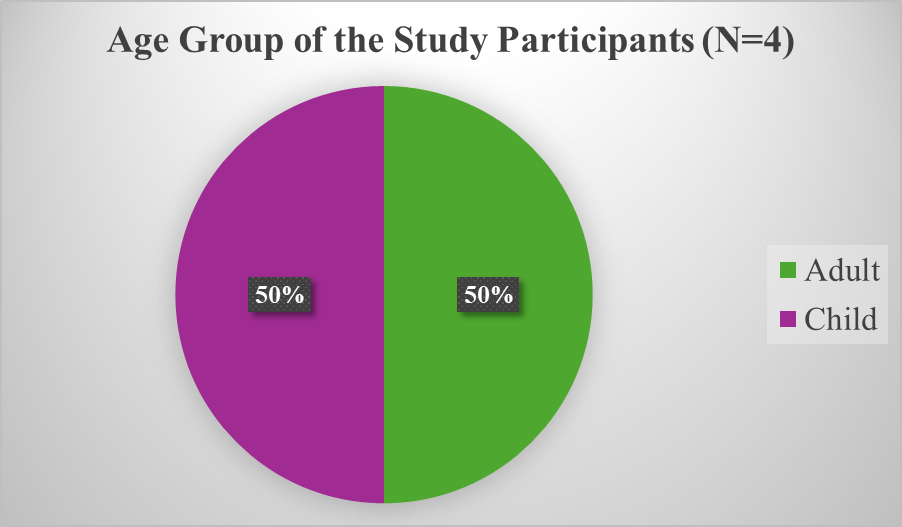 Age Group of the Study Participants (N=4)
50%
50%
Adult
Child